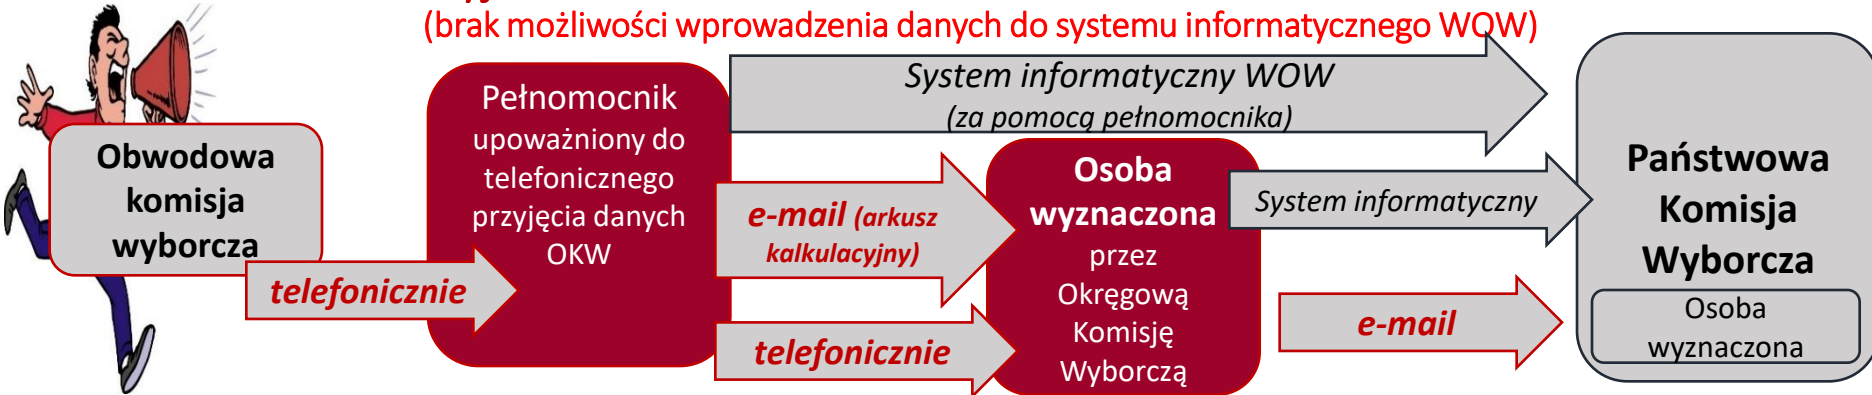 (brak możliwości wprowadzenia danych do systemu informatycznego WOW)
Obwodowa
komisja
wyborcza
telefonicznie
Pełnomocnik
upoważniony do
telefonicznego
przyjęcia danych
OKW
System informatyczny WOW
(za pomocą pełnomocnika)
e-mail (arkusz
kalkulacyjny)
telefonicznie
Osoba
wyznaczona
przez
Okręgową
Komisję
Wyborczą
System informatyczny
e-mail
Państwowa
Komisja
Wyborcza
Osoba
wyznaczona